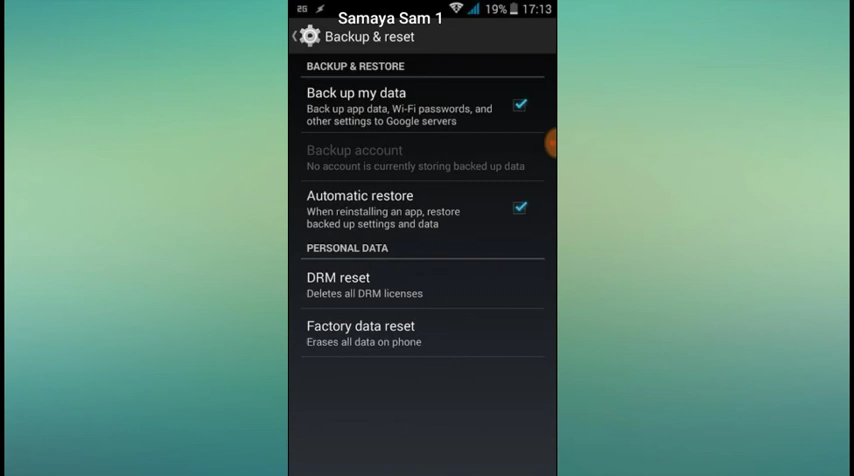 2G 19% 17:13
Samaya Sam 1
Backup & reset
BACKUP & RESTORE
Back up my data
Back up app data, Wi-Fi passwords, and
other settings to Google servers
Backup account
No account is currently storing backed up data
Automatic restore
When reinstalling an app, restore
backed up settings and data
PERSONAL DATA
DRM reset
Deletes all DRM licenses
Factory data reset
Erases all data on phone